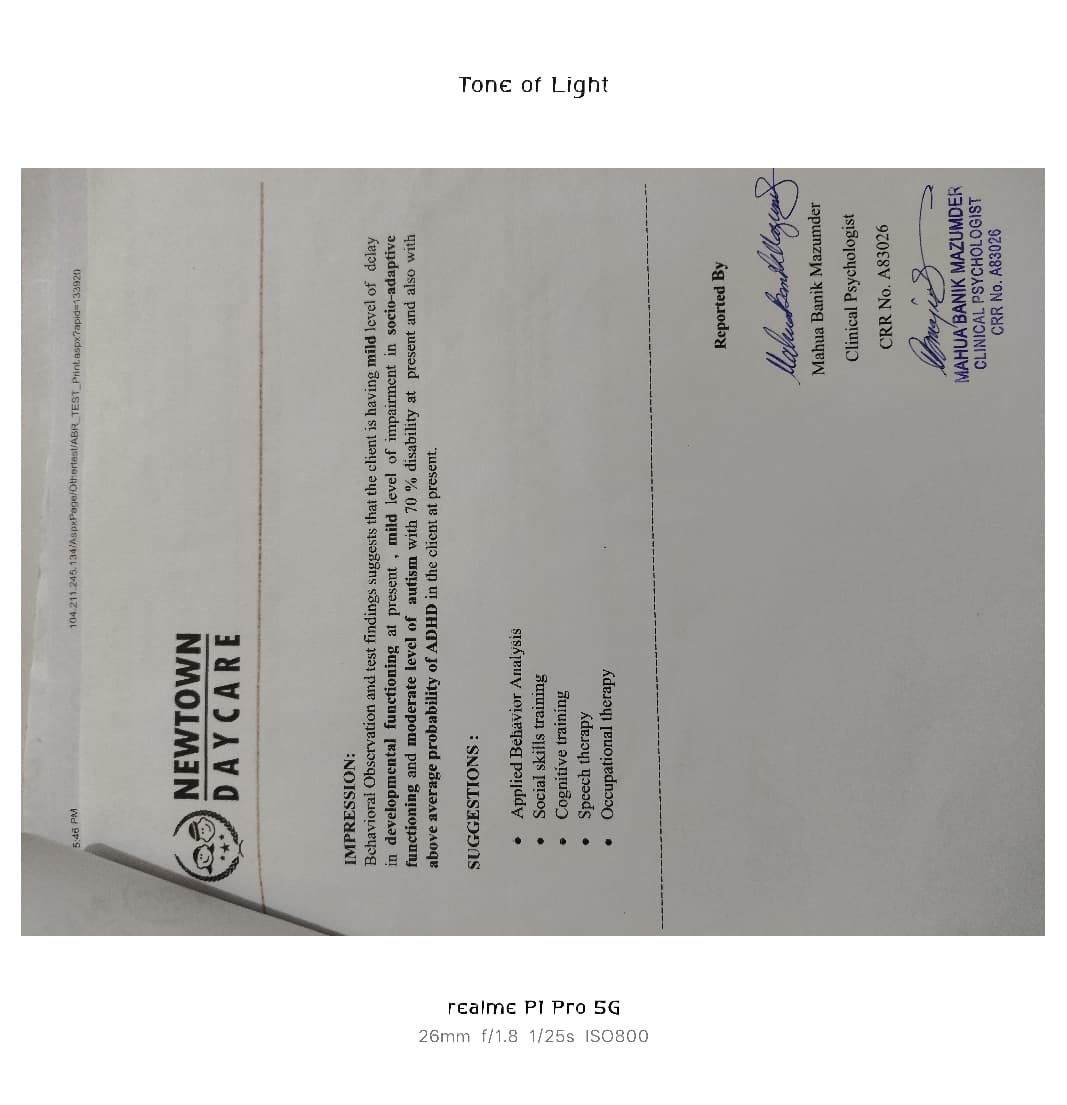 Tone of Light
5:46 PM
104.211.245.134/AspxPage/Othertest/ABR_TEST_Print.aspx?apid=133920
NEWTOWN
DAYCARE
IMPRESSION:
Behavioral Observation and test findings suggests that the client is having mild level of delay
in developmental functioning at present , mild level of impairment in socio-adaptive
functioning and moderate level of autism with 70 % disability at present and also with
above average probability of ADHD in the client at present.
SUGGESTIONS :
• Applied Behavior Analysis
• Social skills training
• Cognitive training
• Speech therapy
• Occupational therapy
Reported By
Mahua Banik Mazumder
Mahua Banik Mazumder
Clinical Psychologist
CRR No. A83026
MAHUA BANIK MAZUMDER
CLINICAL PSYCHOLOGIST
CRR No. A83026
realme P1 Pro 5G
26mm f/1.8 1/25s ISO800